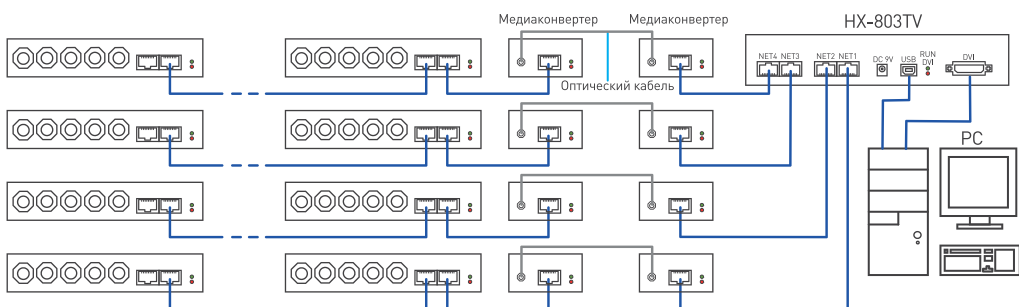 Медиаконвертер
Медиаконвертер
HX-803TV
NET4 NET3
NET2 NET1
DC 9V
USB
RUN
DVI
DVI
Оптический кабель
PC